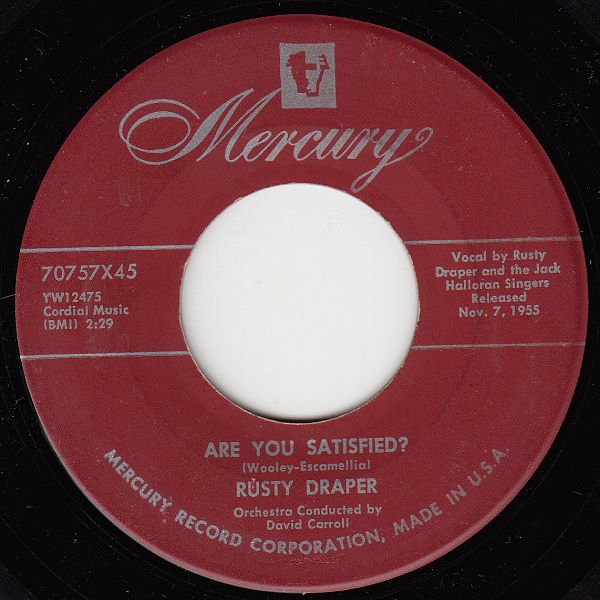 Mercury
70757X45
YW12475
Cordial Music
(BMI) 2:29
Vocal by Rusty
Draper and the Jack
Halloran Singers
Released
Nov. 7, 1955
ARE YOU SATISFIED?
(Wooley-Escamellia)
RUSTY DRAPER
Orchestra Conducted by
David Carroll
MERCURY RECORD CORPORATION, MADE IN U.S.A.